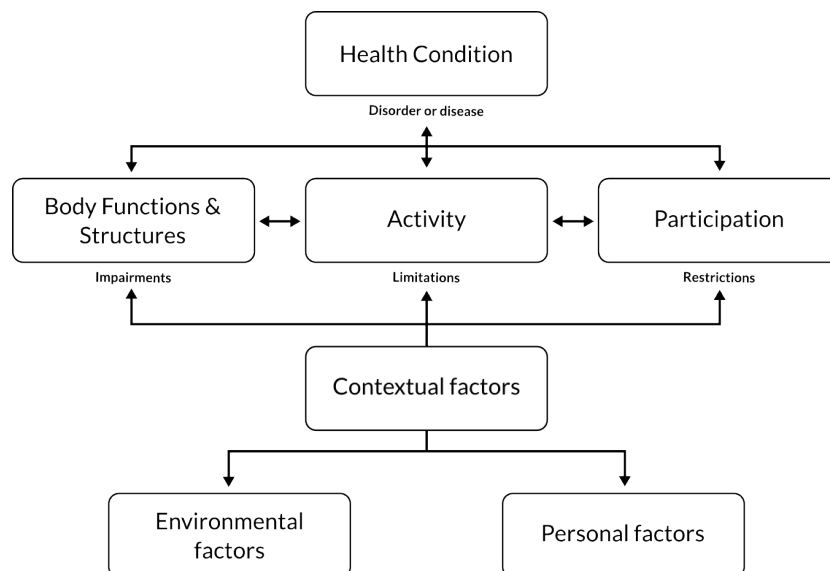 Health Condition
Disorder or disease
Body Functions &
Structures
Activity
Participation
Impairments
Limitations
Restrictions
Contextual factors
Environmental
factors
Personal factors